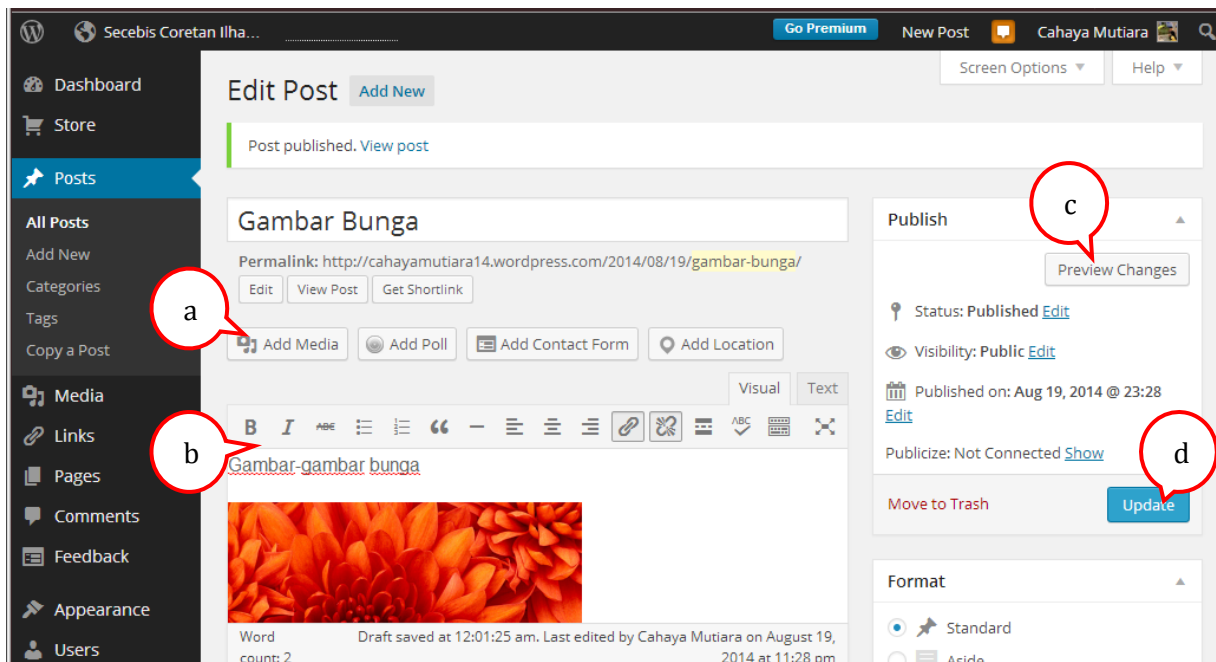 Secebis Coretan Ilha...
Go Premium
New Post
Cahaya Mutiara
Dashboard
Store
Posts
All Posts
Add New
Categories
Tags
Copy a Post
Media
Links
Pages
Comments
Feedback
Appearance
Users
Screen Options
Help
Edit Post Add New
Post published. View post
Gambar Bunga
Permalink: http://cahayamutiara14.wordpress.com/2014/08/19/gambar-bunga/
Edit View Post Get Shortlink
a
Add Media Add Poll Add Contact Form Add Location
Visual Text
B I ABE ABC
b
Gambar-gambar bunga
Word count: 2
Draft saved at 12:01:25 am. Last edited by Cahaya Mutiara on August 19,
2014 at 11:28 pm
c
Publish
Preview Changes
Status: Published Edit
Visibility: Public Edit
Published on: Aug 19, 2014 @ 23:28
Edit
Publicize: Not Connected Show
d
Move to Trash
Update
Format
Standard
Aside